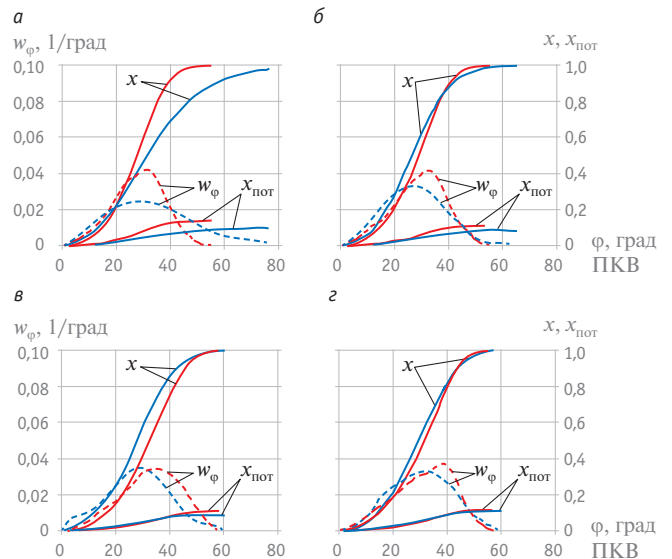 а
б
w_φ, 1/град
x, x_пот
0,10
0,08
0,06
0,04
0,02
0
x
w_φ
x_пот
0 20 40 60 80
x
w_φ
x_пот
1,0
0,8
0,6
0,4
0,2
0
0 20 40 60
φ, град
ПКВ
в
г
w_φ, 1/град
x, x_пот
0,10
0,08
0,06
0,04
0,02
0
x
w_φ
x_пот
0 20 40 60 80
x
w_φ
x_пот
1,0
0,8
0,6
0,4
0,2
0
0 20 40 60
φ, град
ПКВ